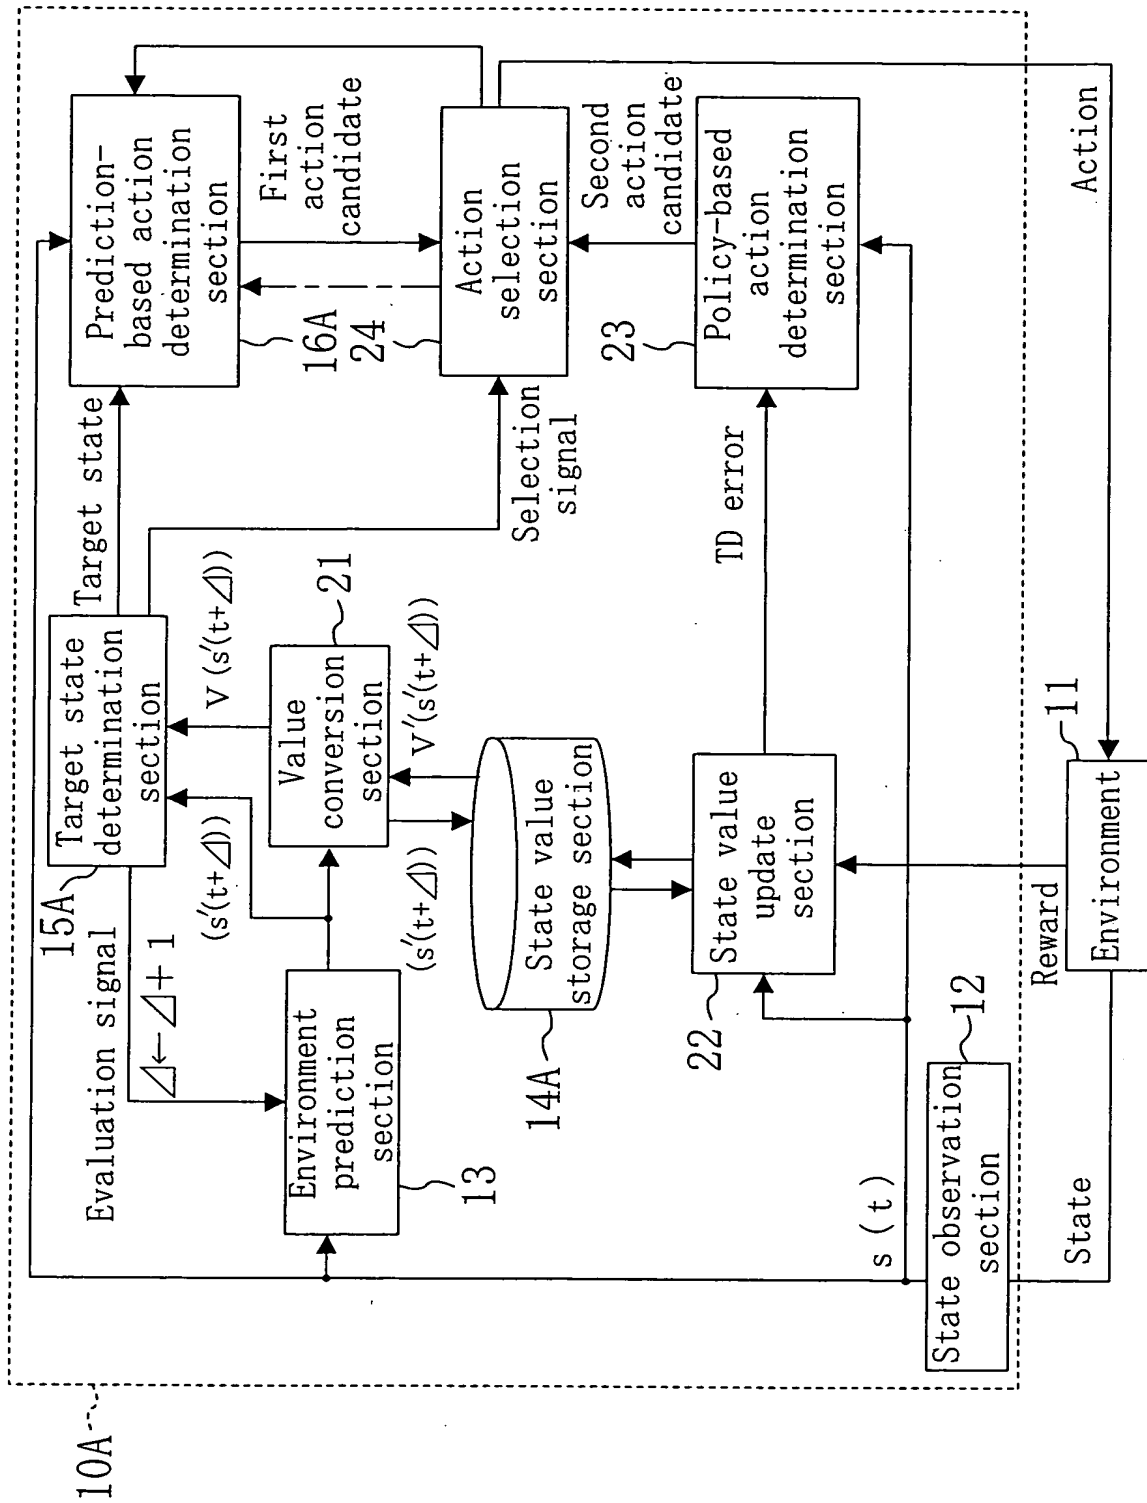 10A
Evaluation signal
⊿←⊿+1
15A
Target state
determination
section
Target state
Prediction-
based action
determination
section
16A
(s′(t+⊿))
V(s′(t+⊿))
Environment
prediction
section
13
Value
conversion
section
21
First
action
candidate
24
Selection
signal
Action
selection
section
(s′(t+⊿))
V′(s′(t+⊿))
State value
storage section
14A
Second
action
candidate
23
TD error
Policy-based
action
determination
section
State value
update
section
22
s(t)
State observation
section
12
Reward
State
Environment
11
Action